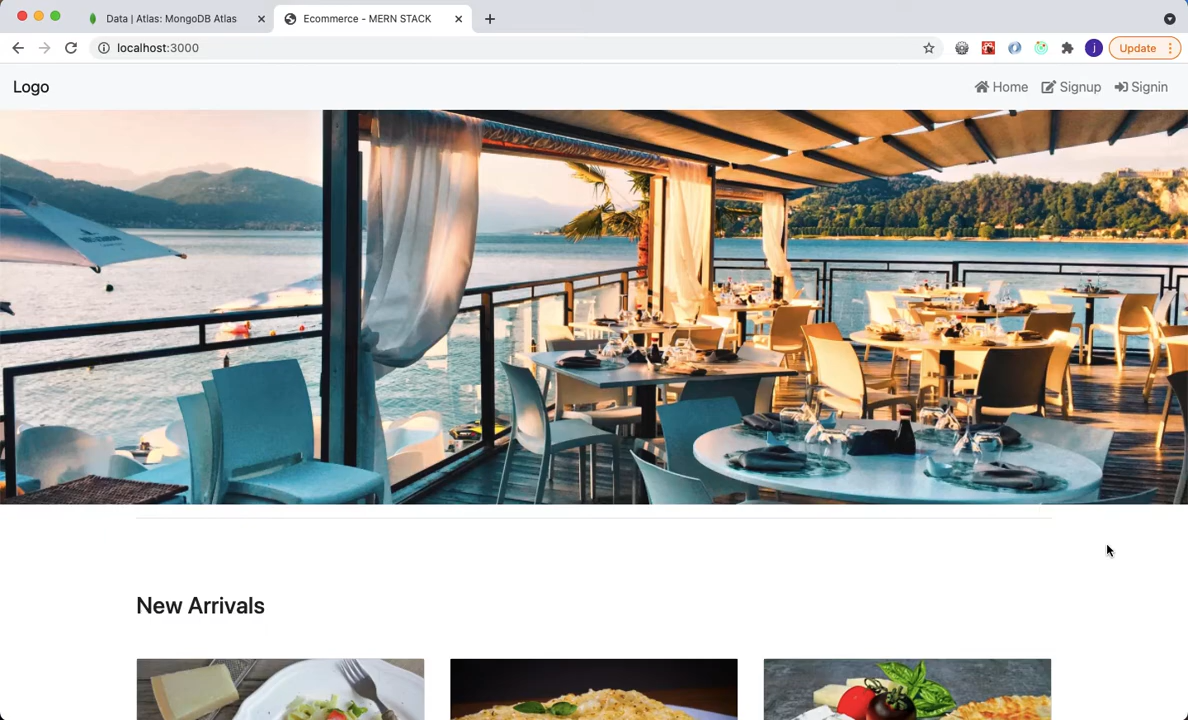 Data | Atlas: MongoDB Atlas
Ecommerce - MERN STACK
localhost:3000
j
Update
Logo
Home
Signup
Signin
New Arrivals